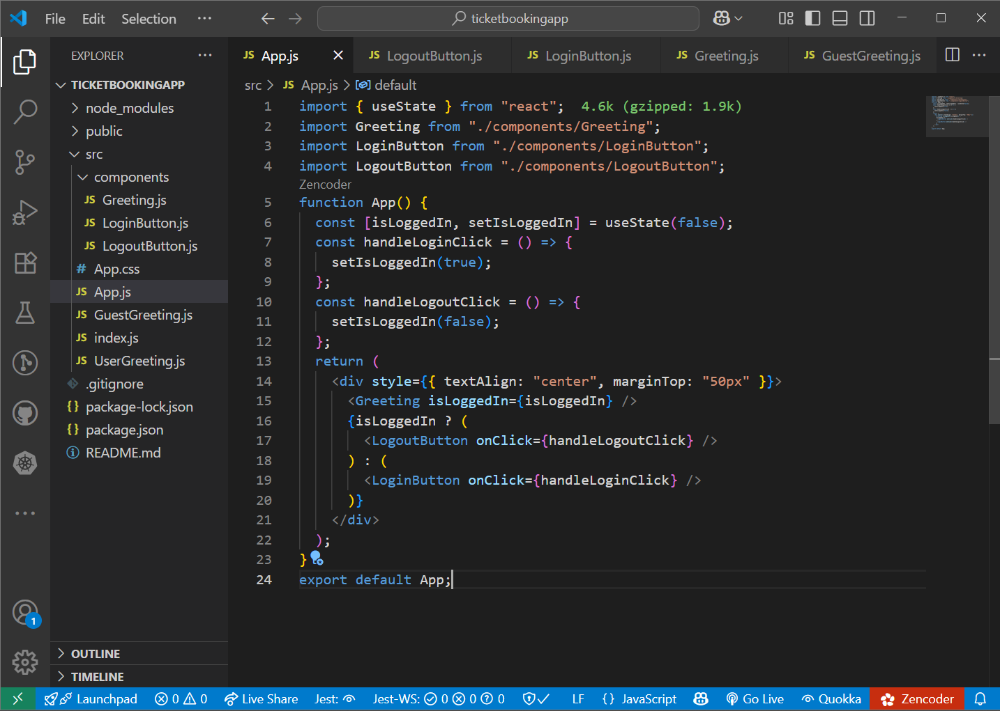 File Edit Selection ··· ticketbookingapp
EXPLORER ···
TICKETBOOKINGAPP
node_modules
public
src
components
JS Greeting.js
JS LoginButton.js
JS LogoutButton.js
# App.css
JS App.js
JS GuestGreeting.js
JS index.js
JS UserGreeting.js
.gitignore
{} package-lock.json
{} package.json
README.md
OUTLINE
TIMELINE
1
JS App.js JS LogoutButton.js JS LoginButton.js JS Greeting.js JS GuestGreeting.js ···
src > JS App.js > default
1 import { useState } from "react"; 4.6k (gzipped: 1.9k)
2 import Greeting from "./components/Greeting";
3 import LoginButton from "./components/LoginButton";
4 import LogoutButton from "./components/LogoutButton";
Zencoder
5 function App() {
6 const [isLoggedIn, setIsLoggedIn] = useState(false);
7 const handleLoginClick = () => {
8 setIsLoggedIn(true);
9 };
10 const handleLogoutClick = () => {
11 setIsLoggedIn(false);
12 };
13 return (
14 <div style={{ textAlign: "center", marginTop: "50px" }}>
15 <Greeting isLoggedIn={isLoggedIn} />
16 {isLoggedIn ? (
17 <LogoutButton onClick={handleLogoutClick} />
18 ) : (
19 <LoginButton onClick={handleLoginClick} />
20 )}
21 </div>
22 );
23 }
24 export default App;
Launchpad 0 0 Live Share Jest: Jest-WS: 0 0 0 LF {} JavaScript Go Live Quokka Zencoder